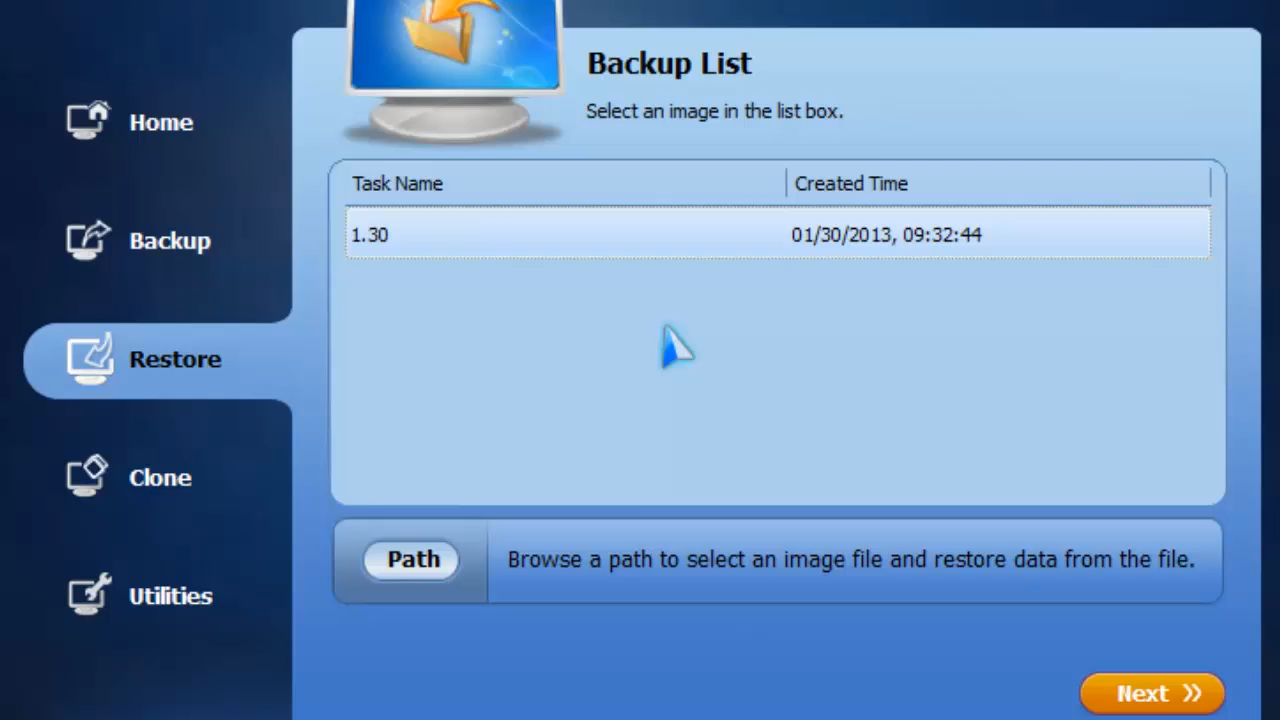 Backup List
Select an image in the list box.
Home
Task Name Created Time
1.30 01/30/2013, 09:32:44
Backup
Restore
Clone
Path Browse a path to select an image file and restore data from the file.
Utilities
Next